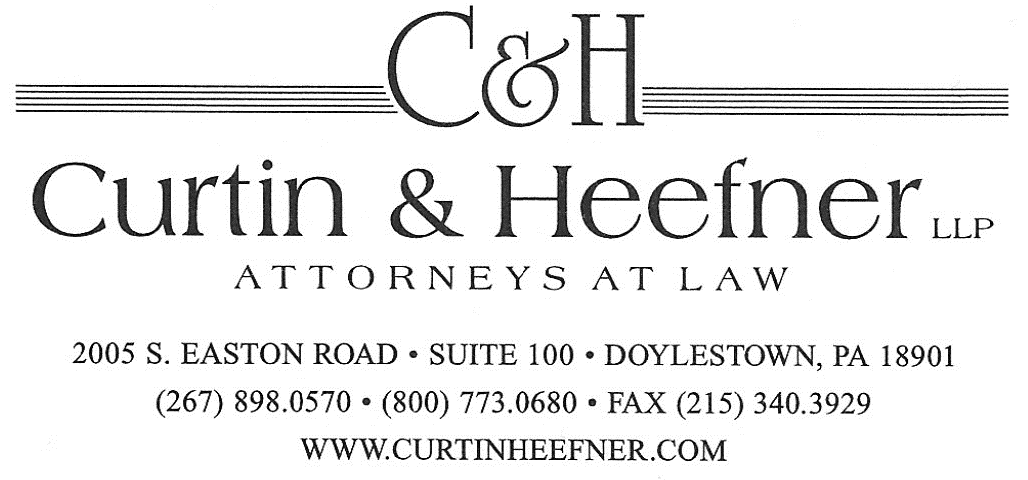 C&H
Curtin & Heefner LLP
ATTORNEYS AT LAW
2005 S. EASTON ROAD • SUITE 100 • DOYLESTOWN, PA 18901
(267) 898.0570 • (800) 773.0680 • FAX (215) 340.3929
WWW.CURTINHEEFNER.COM